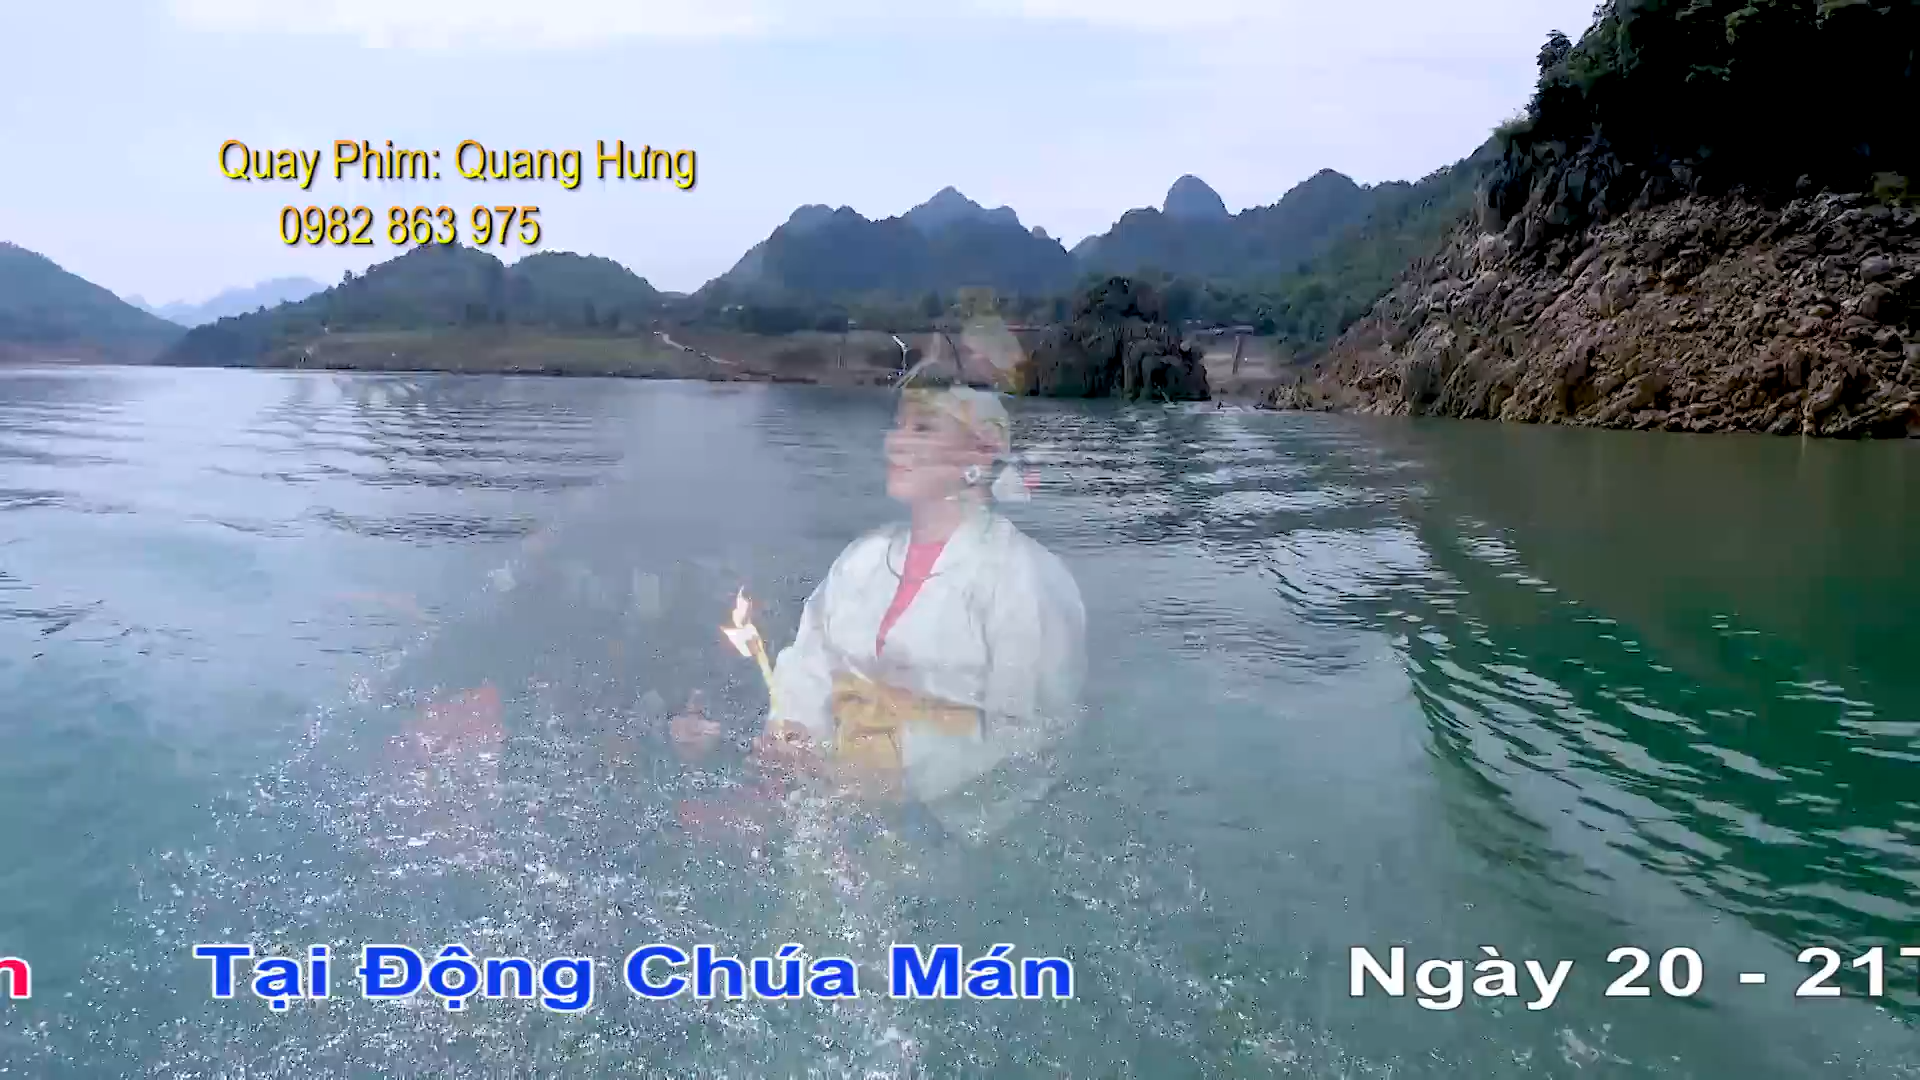 Quay Phim: Quang Hưng
0982 863 975
Tại Động Chúa Mán Ngày 20 - 21